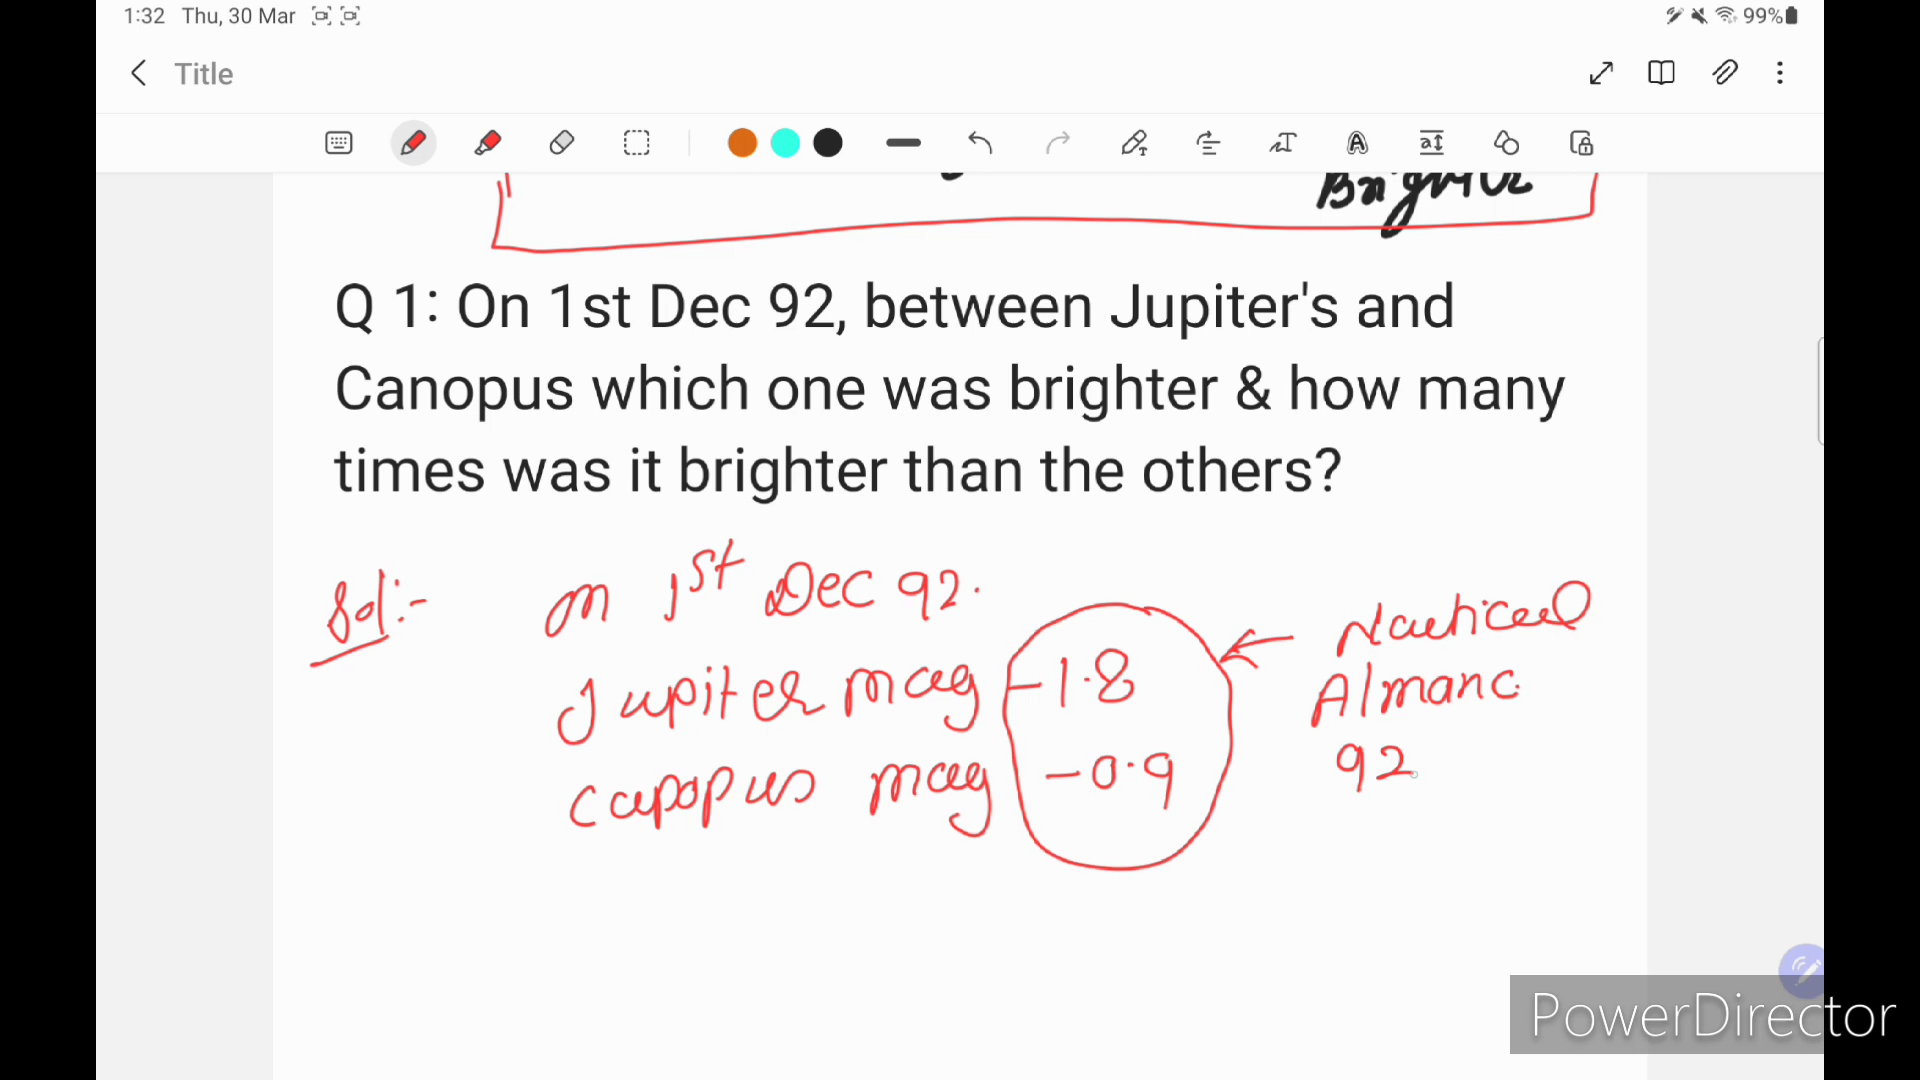 1:32 Thu, 30 Mar 99%
Title
Brighter
Q 1: On 1st Dec 92, between Jupiter's and
Canopus which one was brighter & how many
times was it brighter than the others?
Sol:- On 1st Dec 92.
Jupiter mag -1.8
Canopus mag -0.9
Nautical
Almanc
92
PowerDirector